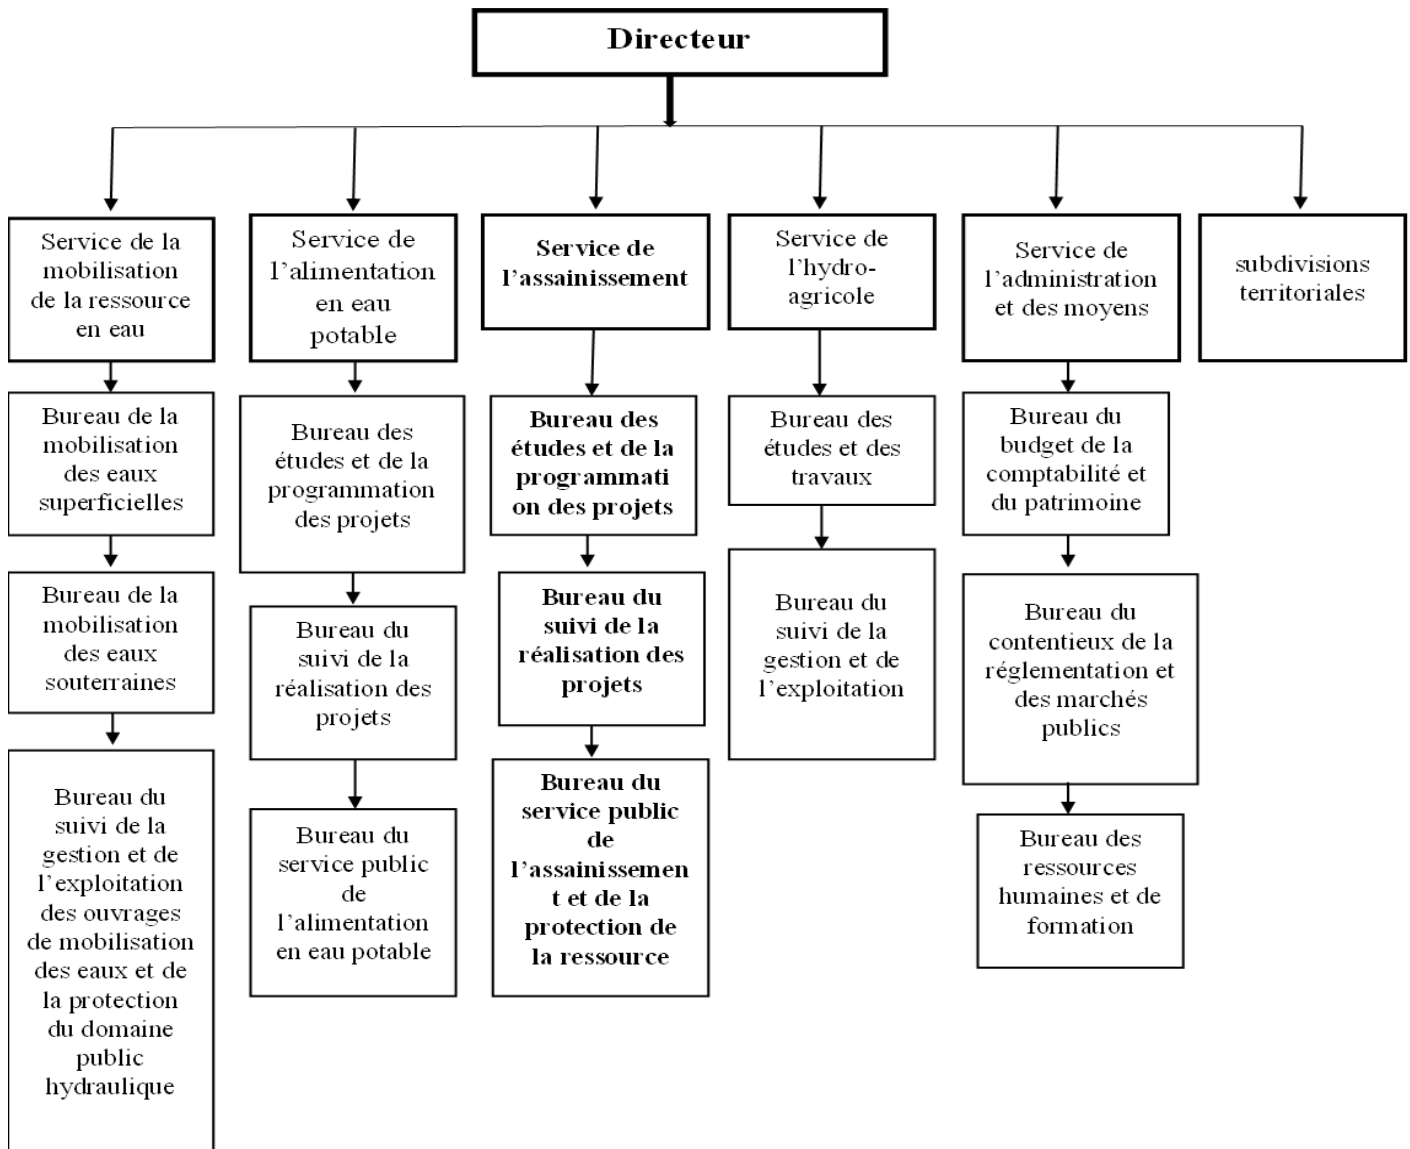 Directeur
Service de la
mobilisation
de la ressource
en eau
Bureau de la
mobilisation
des eaux
superficielles
Bureau de la
mobilisation
des eaux
souterraines
Bureau du
suivi de la
gestion et de
l’exploitation
des ouvrages
de mobilisation
des eaux et de
la protection
du domaine
public
hydraulique
Service de
l’alimentation
en eau
potable
Bureau des
études et de la
programmation
des projets
Bureau du
suivi de la
réalisation des
projets
Bureau du
service public
de
l’alimentation
en eau potable
Service de
l’assainissement
Bureau des
études et de la
programmati
on des projets
Bureau du
suivi de la
réalisation des
projets
Bureau du
service public
de
l’assainissemen
t et de la
protection de
la ressource
Service de
l’hydro-
agricole
Bureau des
études et des
travaux
Bureau du
suivi de la
gestion et de
l’exploitation
Service de
l’administration
et des moyens
Bureau du
budget de la
comptabilité et
du patrimoine
Bureau du
contentieux de la
réglementation et
des marchés
publics
Bureau des
ressources
humaines et de
formation
subdivisions
territoriales